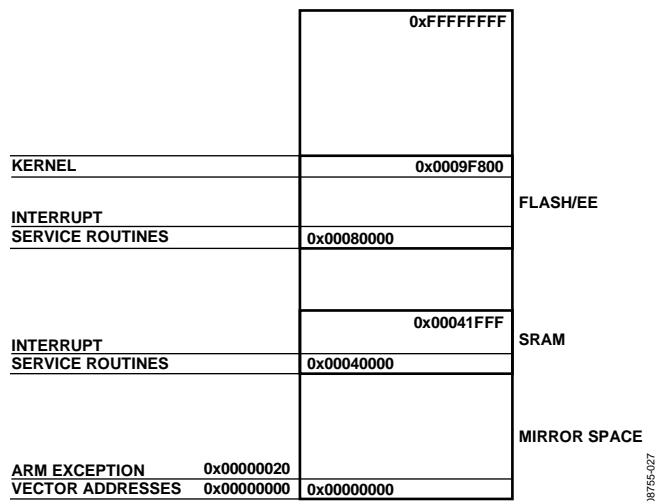 0xFFFFFFFF
KERNEL 0x0009F800
FLASH/EE
INTERRUPT
SERVICE ROUTINES 0x00080000
0x00041FFF
SRAM
INTERRUPT
SERVICE ROUTINES 0x00040000
MIRROR SPACE
ARM EXCEPTION 0x00000020
VECTOR ADDRESSES 0x00000000 0x00000000
08755-027